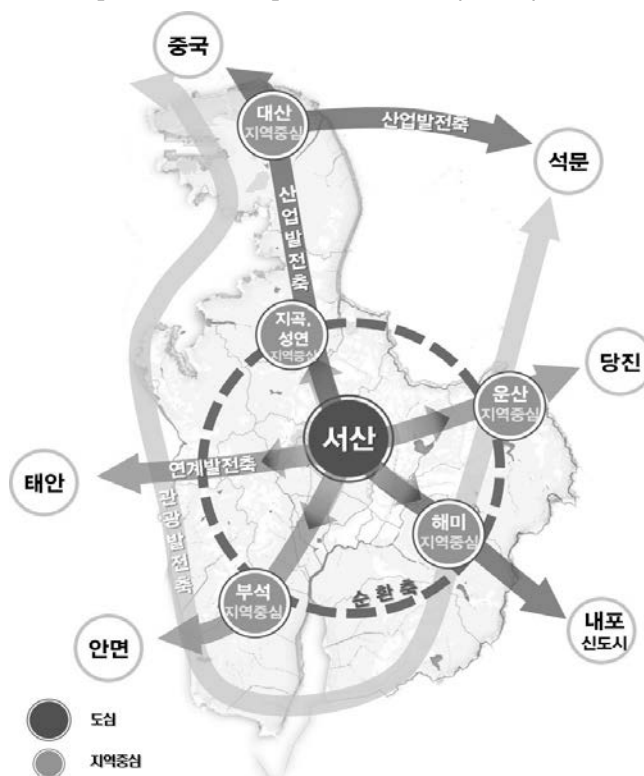 중국
대산
지역중심
산업발전축
석문
산업발전축
지곡,
성연
지역중심
당진
운산
지역중심
서산
태안
연계발전축
관광발전축
해미
지역중심
부석
지역중심
순환축
안면
내포
신도시
도심
지역중심